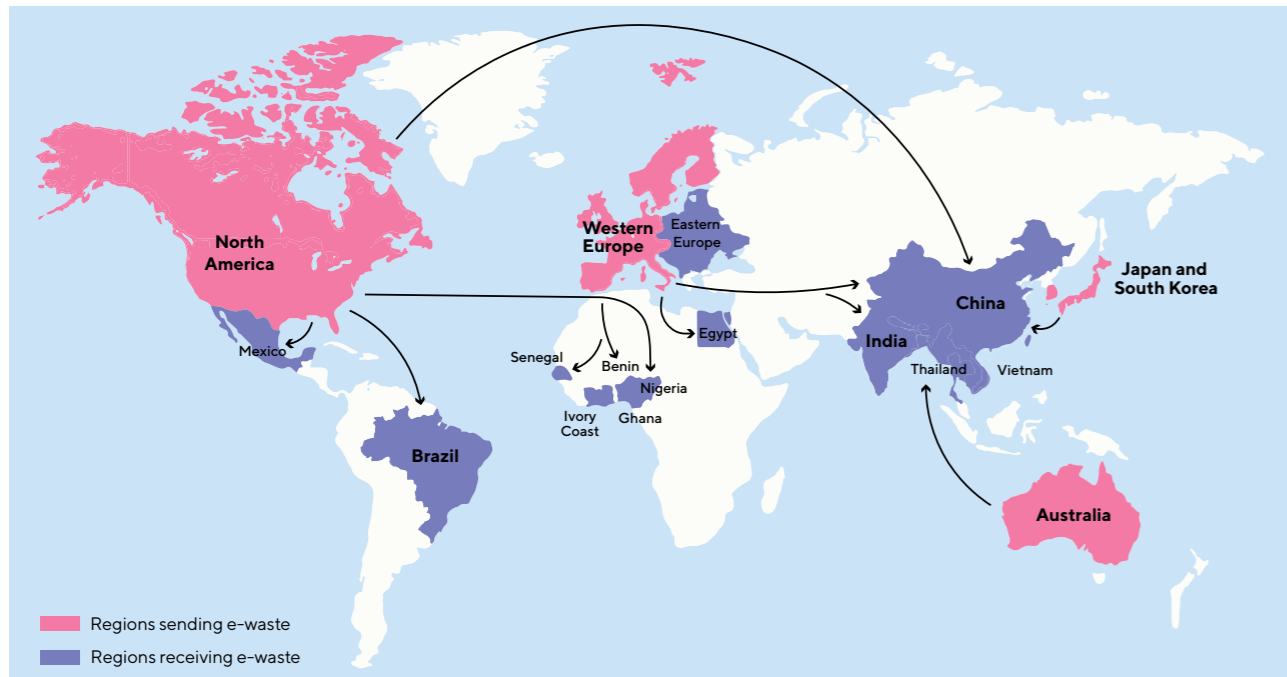 North
America
Western
Europe
Eastern
Europe
Japan and
South Korea
China
India
Egypt
Mexico
Senegal
Benin
Thailand
Vietnam
Nigeria
Ivory
Coast
Ghana
Brazil
Australia
Regions sending e-waste
Regions receiving e-waste